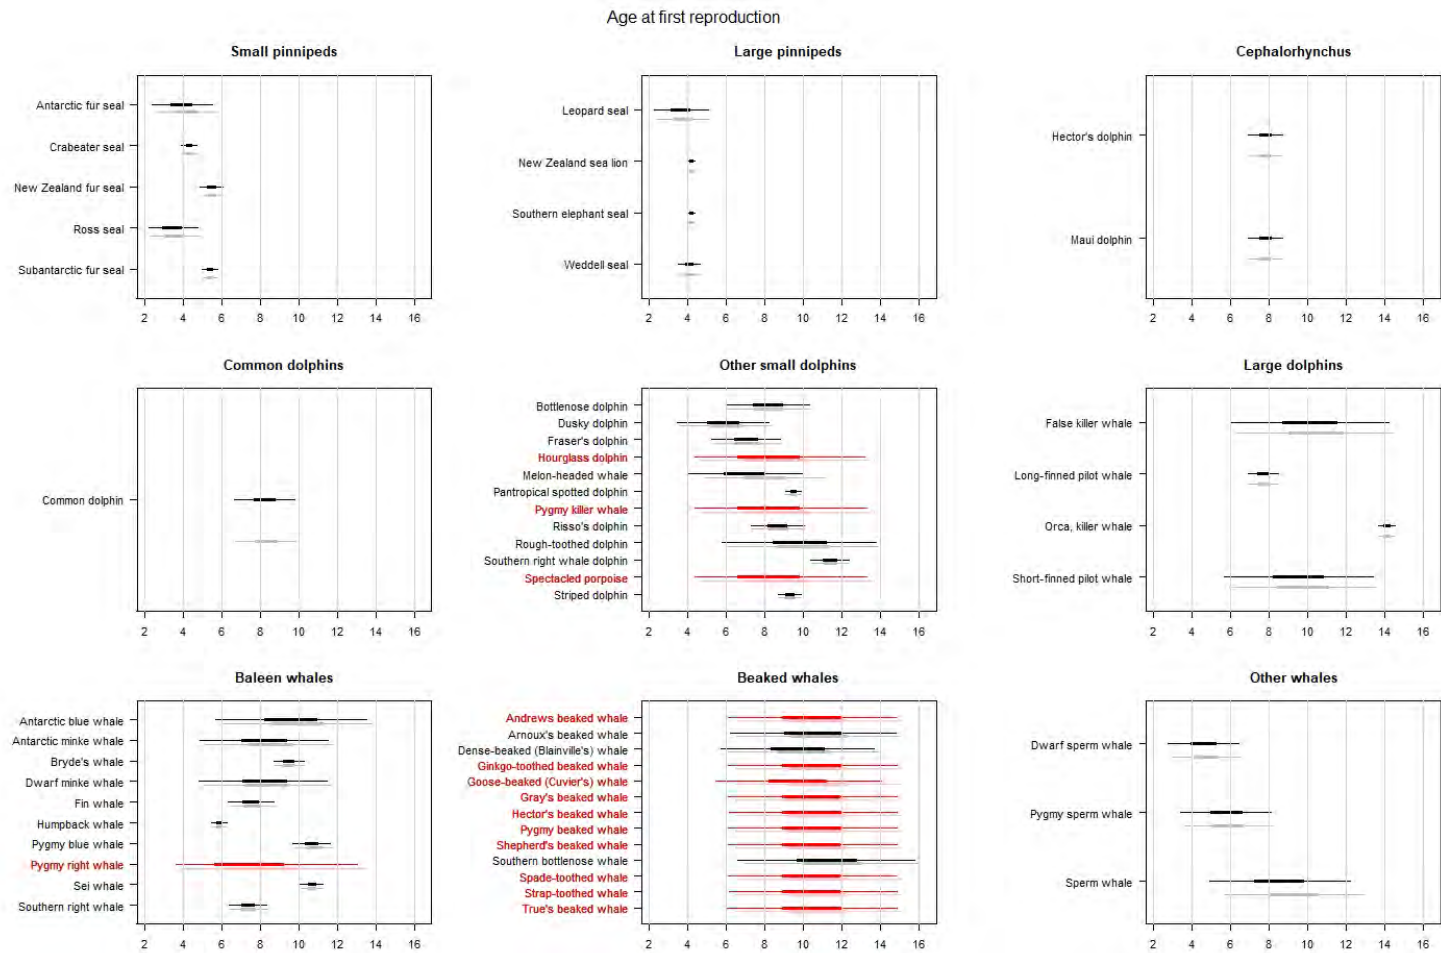 Age at first reproduction
Small pinnipeds
Antarctic fur seal
Crabeater seal
New Zealand fur seal
Ross seal
Subantarctic fur seal
2 4 6 8 10 12 14 16
Large pinnipeds
Leopard seal
New Zealand sea lion
Southern elephant seal
Weddell seal
2 4 6 8 10 12 14 16
Cephalorhynchus
Hector's dolphin
Maui dolphin
2 4 6 8 10 12 14 16
Common dolphins
Common dolphin
2 4 6 8 10 12 14 16
Other small dolphins
Bottlenose dolphin
Dusky dolphin
Fraser's dolphin
Hourglass dolphin
Melon-headed whale
Pantropical spotted dolphin
Pygmy killer whale
Risso's dolphin
Rough-toothed dolphin
Southern right whale dolphin
Spectacled porpoise
Striped dolphin
2 4 6 8 10 12 14 16
Large dolphins
False killer whale
Long-finned pilot whale
Orca, killer whale
Short-finned pilot whale
2 4 6 8 10 12 14 16
Baleen whales
Antarctic blue whale
Antarctic minke whale
Bryde's whale
Dwarf minke whale
Fin whale
Humpback whale
Pygmy blue whale
Pygmy right whale
Sei whale
Southern right whale
2 4 6 8 10 12 14 16
Beaked whales
Andrews beaked whale
Arnoux's beaked whale
Dense-beaked (Blainville's) whale
Ginkgo-toothed beaked whale
Goose-beaked (Cuvier's) whale
Gray's beaked whale
Hector's beaked whale
Pygmy beaked whale
Shepherd's beaked whale
Southern bottlenose whale
Spade-toothed whale
Strap-toothed whale
True's beaked whale
2 4 6 8 10 12 14 16
Other whales
Dwarf sperm whale
Pygmy sperm whale
Sperm whale
2 4 6 8 10 12 14 16